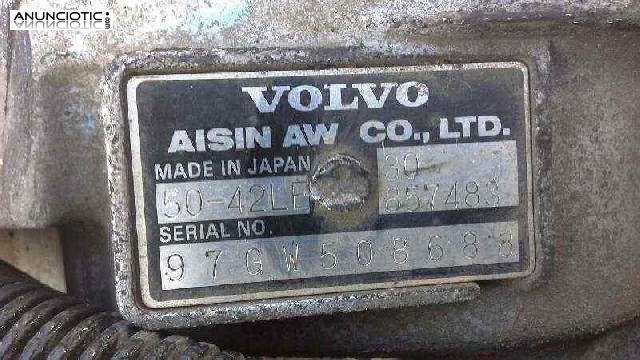 ANUNCIOTIC
VOLVO
AISIN AW CO., LTD.
MADE IN JAPAN 30
50-42LE 857483
SERIAL NO.
97GW508688